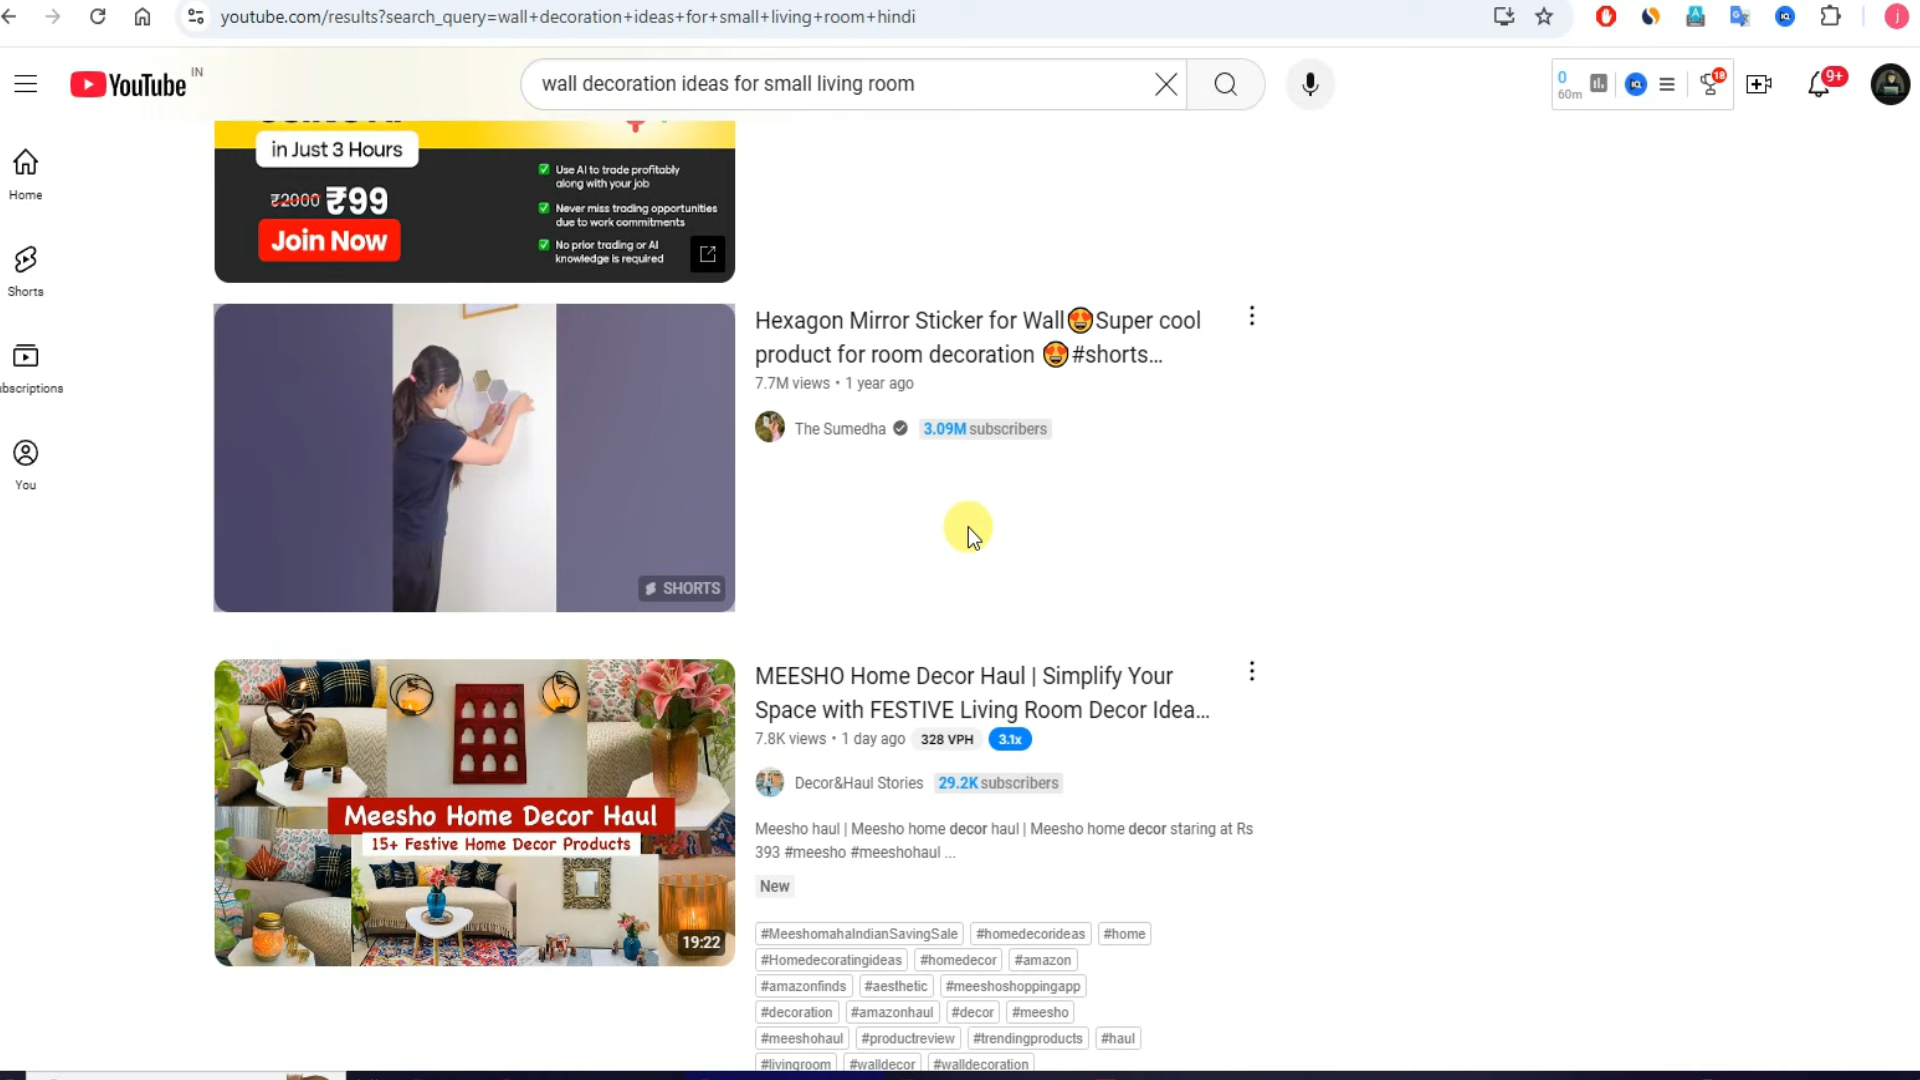 youtube.com/results?search_query=wall+decoration+ideas+for+small+living+room+hindi
YouTube IN
wall decoration ideas for small living room
0
60m
18
9+
Home
Shorts
ubscriptions
You
in Just 3 Hours
₹2000 ₹99
Join Now
Use AI to trade profitably
along with your job
Never miss trading opportunities
due to work commitments
No prior trading or AI
knowledge is required
Hexagon Mirror Sticker for Wall😍Super cool
product for room decoration 😍#shorts...
7.7M views • 1 year ago
The Sumedha 3.09M subscribers
SHORTS
MEESHO Home Decor Haul | Simplify Your
Space with FESTIVE Living Room Decor Idea...
7.8K views • 1 day ago 328 VPH 3.1x
Decor&Haul Stories 29.2K subscribers
Meesho haul | Meesho home decor haul | Meesho home decor staring at Rs
393 #meesho #meeshohaul ...
New
Meesho Home Decor Haul
15+ Festive Home Decor Products
19:22
#MeeshomahaIndianSavingSale #homedecorideas #home
#Homedecoratingideas #homedecor #amazon
#amazonfinds #aesthetic #meeshoshoppingapp
#decoration #amazonhaul #decor #meesho
#meeshohaul #productreview #trendingproducts #haul
#livingroom #walldecor #walldecoration